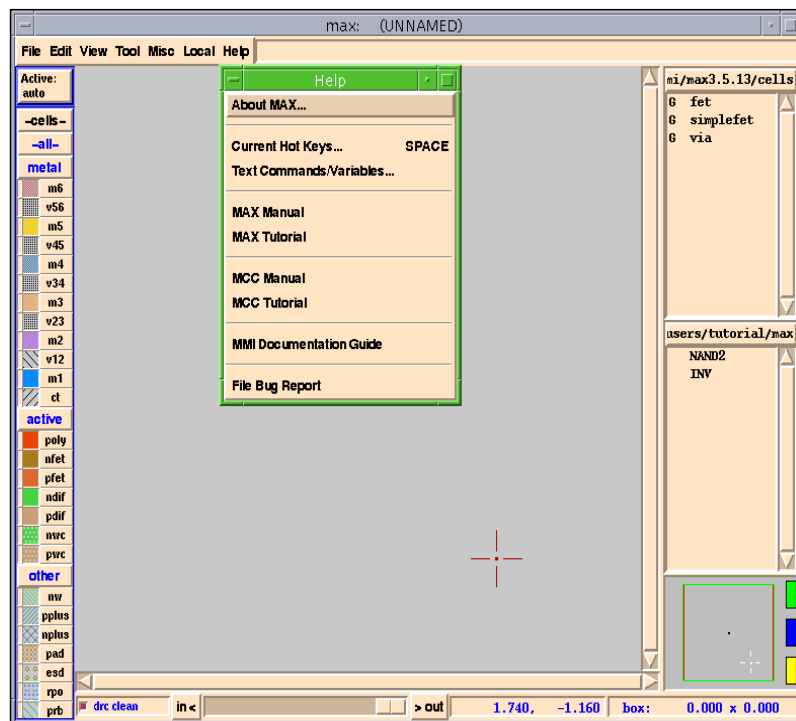 max: (UNNAMED)
File Edit View Tool Misc Local Help
Active:
auto
-cells-
-all-
metal
m6
v56
m5
v45
m4
v34
m3
v23
m2
v12
m1
ct
active
poly
nfet
pfet
ndif
pdif
nwc
pwc
other
nw
pplus
nplus
pad
esd
rpo
prb
Help
About MAX...
Current Hot Keys... SPACE
Text Commands/Variables...
MAX Manual
MAX Tutorial
MCC Manual
MCC Tutorial
MMI Documentation Guide
File Bug Report
mi/max3.5.13/cells
G fet
G simplefet
G via
users/tutorial/max
NAND2
INV
drc clean in < > out 1.740, -1.160 box: 0.000 x 0.000